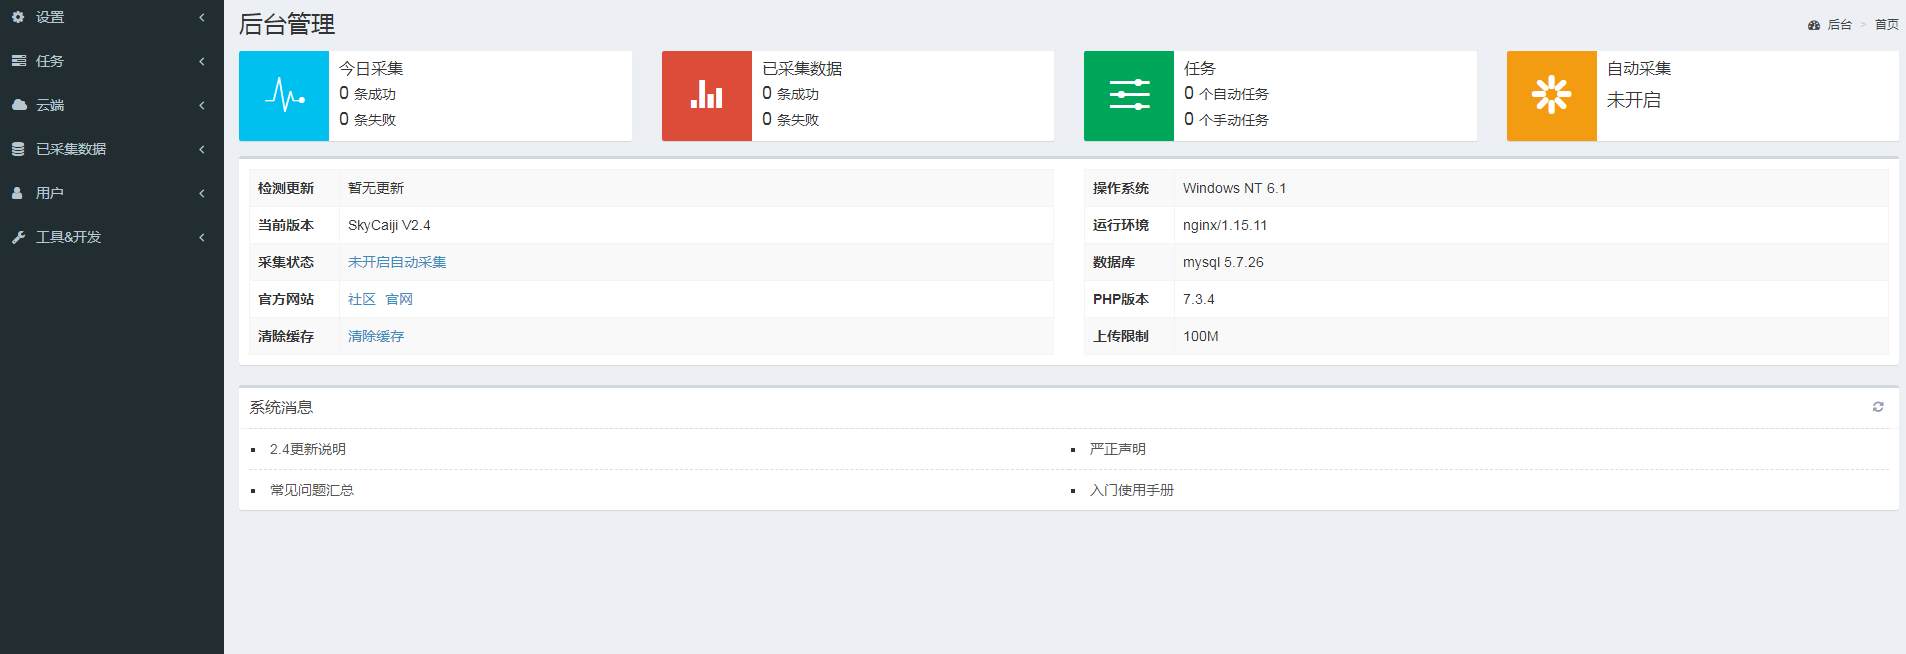 设置
任务
云端
已采集数据
用户
工具&开发
后台管理
后台 > 首页
今日采集
0 条成功
0 条失败
已采集数据
0 条成功
0 条失败
任务
0 个自动任务
0 个手动任务
自动采集
未开启
检测更新 暂无更新
当前版本 SkyCaiji V2.4
采集状态 未开启自动采集
官方网站 社区 官网
清除缓存 清除缓存
操作系统 Windows NT 6.1
运行环境 nginx/1.15.11
数据库 mysql 5.7.26
PHP版本 7.3.4
上传限制 100M
系统消息
2.4更新说明
严正声明
常见问题汇总
入门使用手册